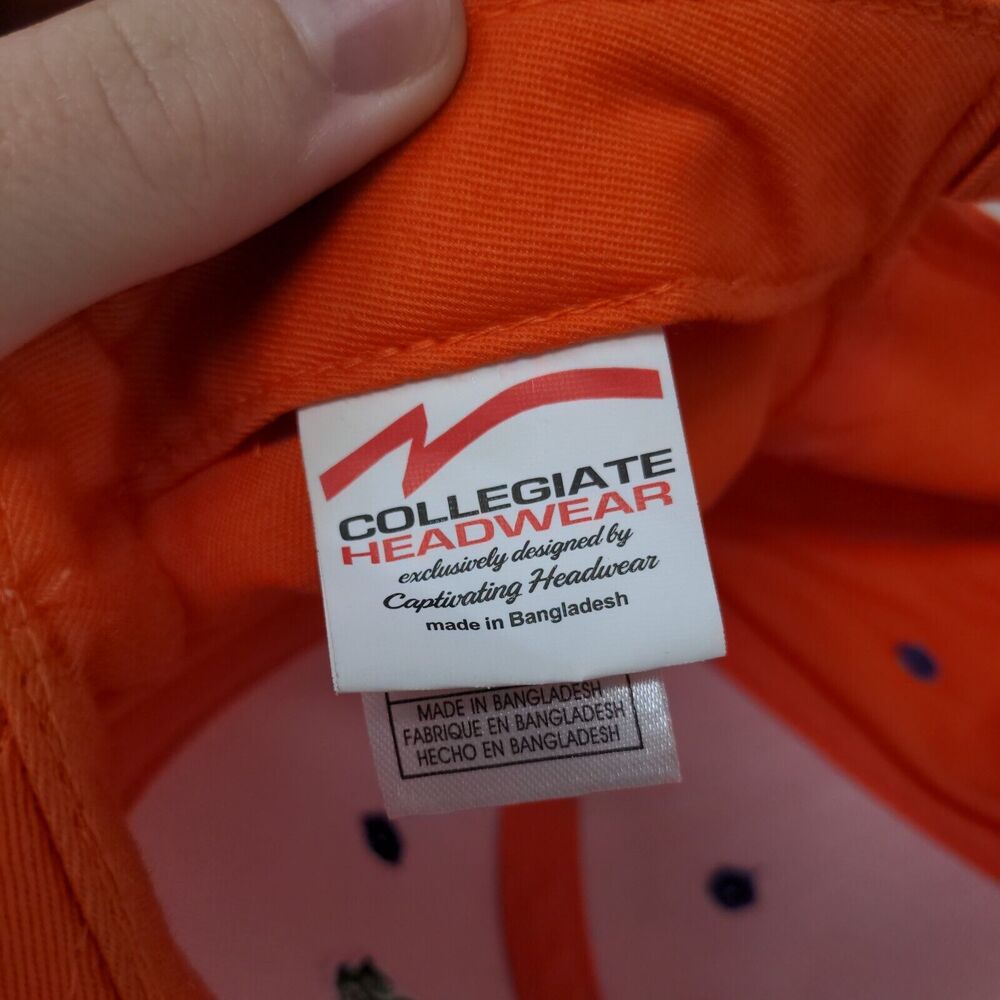 COLLEGIATE
HEADWEAR
exclusively designed by
Captivating Headwear
made in Bangladesh
MADE IN BANGLADESH
FABRIQUE EN BANGLADESH
HECHO EN BANGLADESH